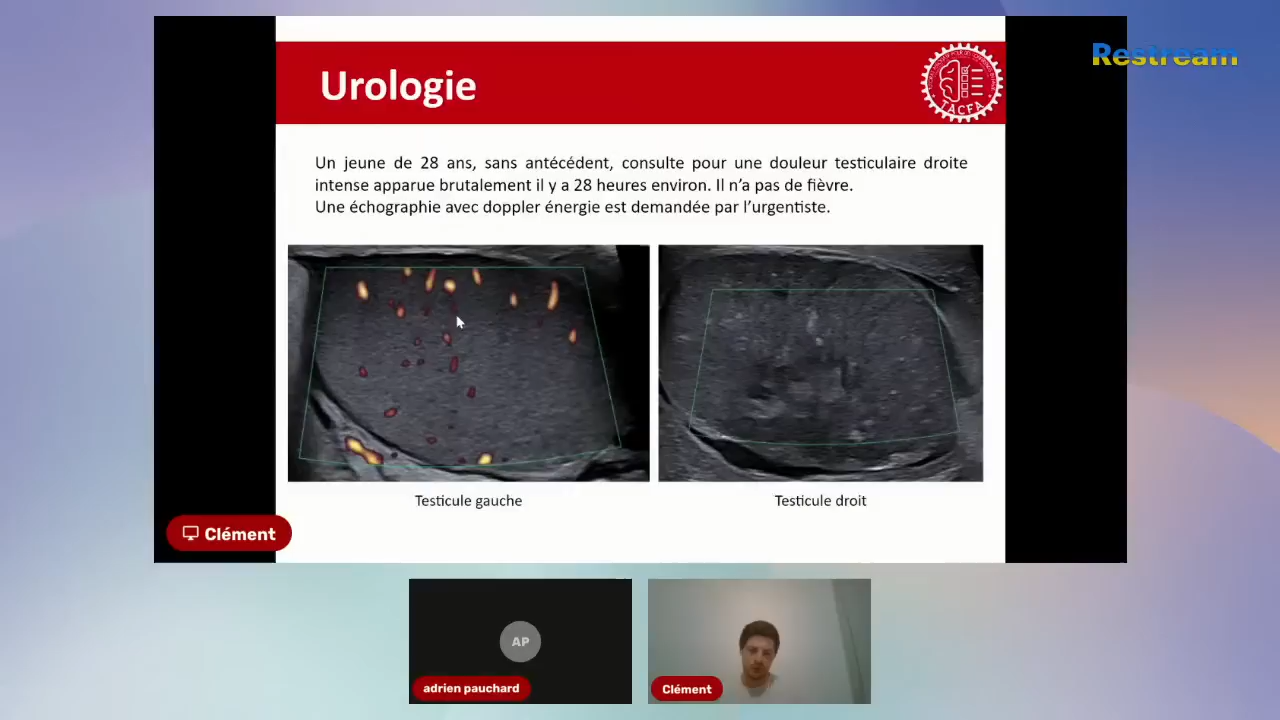 Restream
Urologie
TACFA
Un jeune de 28 ans, sans antécédent, consulte pour une douleur testiculaire droite
intense apparue brutalement il y a 28 heures environ. Il n'a pas de fièvre.
Une échographie avec doppler énergie est demandée par l'urgentiste.
Testicule gauche
Testicule droit
Clément
AP
adrien pauchard
Clément